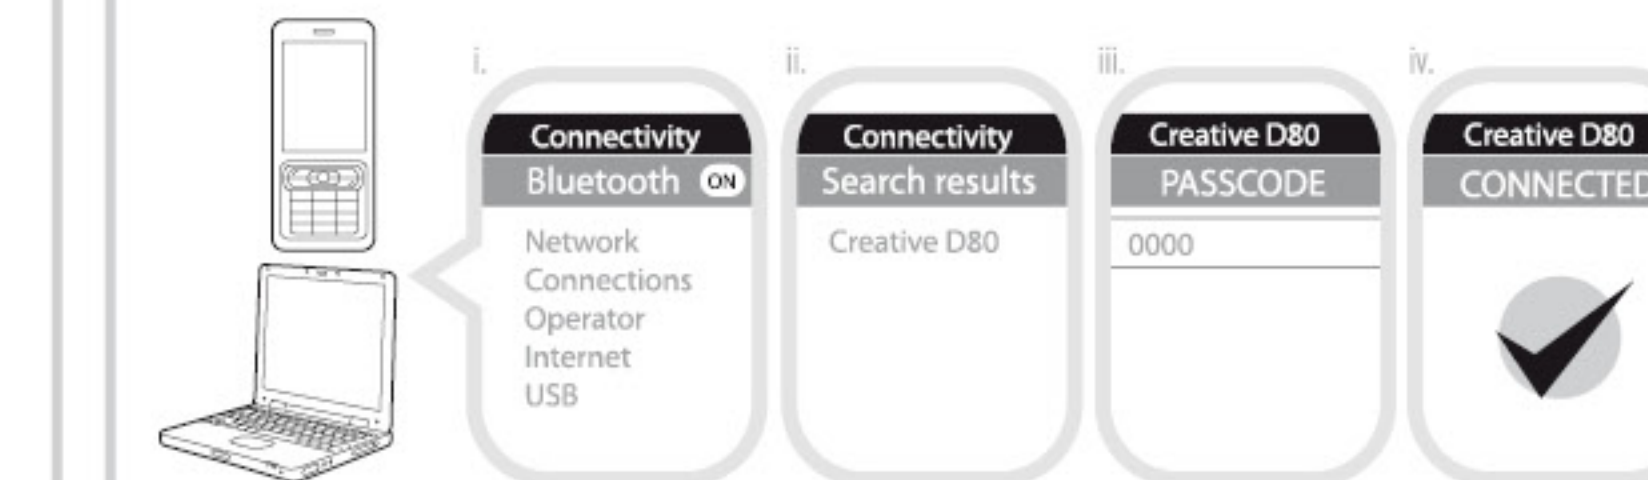 i.
Connectivity
Bluetooth ON
Network
Connections
Operator
Internet
USB
ii.
Connectivity
Search results
Creative D80
iii.
Creative D80
PASSCODE
0000
iv.
Creative D80
CONNECTED